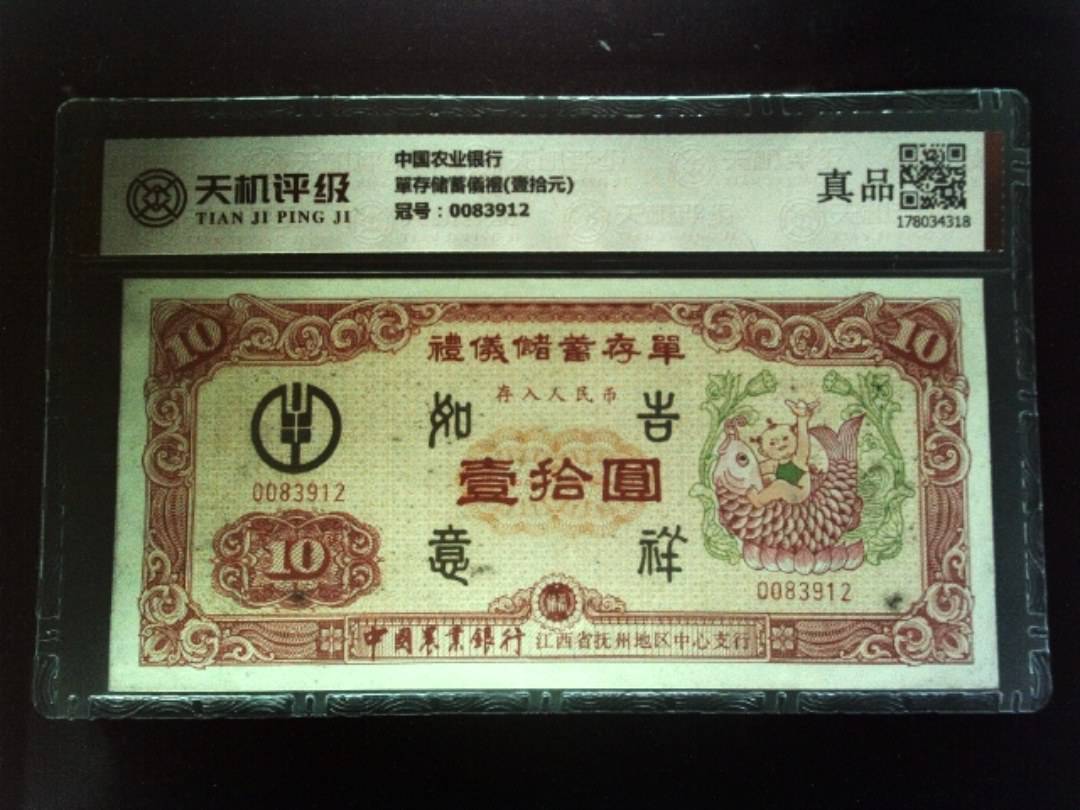 天机评级
TIAN JI PING JI
中国农业银行
單存储蓄儀禮(壹拾元)
冠号：0083912
真品
178034318
10
10
禮儀儲蓄存單
存入人民币
如
吉
0083912
壹拾圓
10
意
祥
0083912
中國農業銀行 江西省抚州地区中心支行